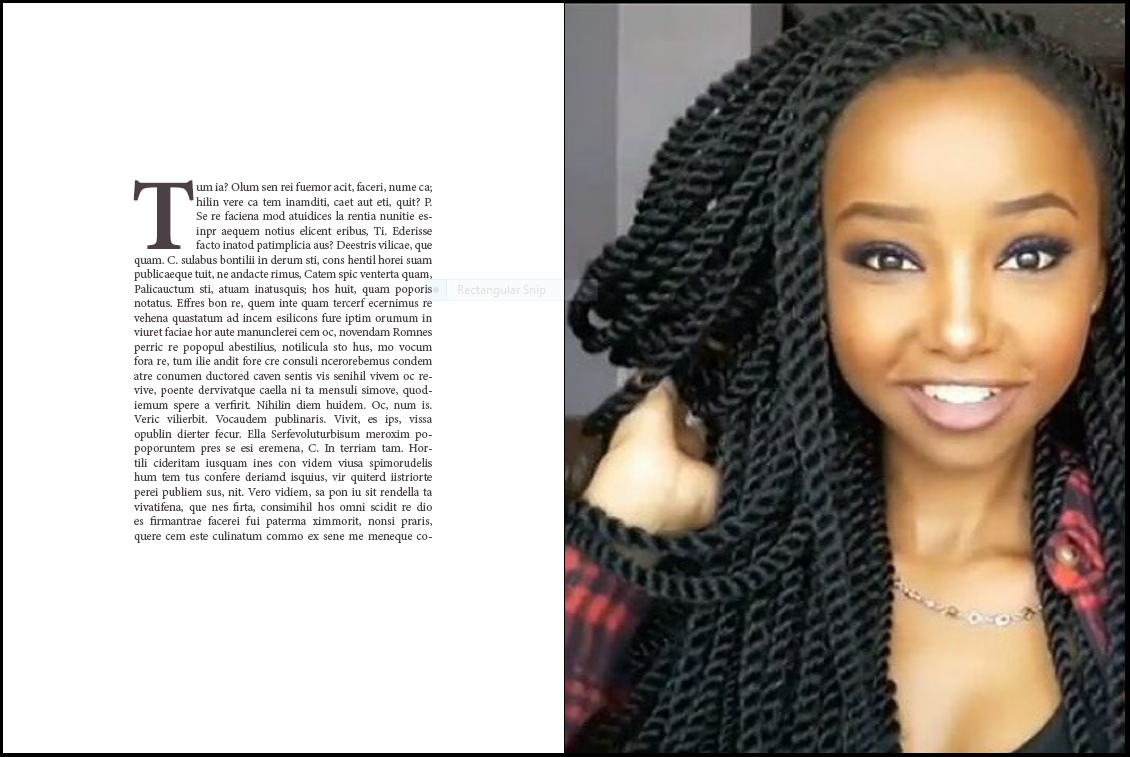 Tum ia? Olum sen rei fuemor acit, faceri, nume ca;
hilin vere ca tem inamditi, caet aut eti, quit? P.
Se re faciena mod atuidices la rentia nunitie es-
inpr aequem notius elicent eribus, Ti. Ederisse
facto inatod patimplicia aus? Deestris vilicae, que
quam. C. sulabus bontilii in derum sti, cons hentil horei suam
publicaeque tuit, ne andacte rimus, Catem spic venterta quam,
Palicauctum sti, atuam inatusquis; hos huit, quam poporis
Rectangular Snip
notatus. Effres bon re, quem inte quam tercerf ecernimus re
vehena quastatum ad incem esilicons fure iptim orumum in
viuret faciae hor aute manunclerei cem oc, novendam Romnes
perric re popopul abestilius, notilicula sto hus, mo vocum
fora re, tum ilie andit fore cre consuli ncerorebemus condem
atre conumen ductored caven sentis vis senihil vivem oc re-
vive, poente dervivatque caella ni ta mensuli simove, quod-
iemum spere a verfirit. Nihilin diem huidem. Oc, num is.
Veric vilierbit. Vocaudem publinaris. Vivit, es ips, vissa
opublin dierter fecur. Ella Serfevoluturbisum meroxim po-
poporuntem pres se esi eremena, C. In terriam tam. Hor-
tili cideritam iusquam ines con videm viusa spimorudelis
hum tem tus confere deriamd isquius, vir quiterd iistriorte
perei publiem sus, nit. Vero vidiem, sa pon iu sit rendella ta
vivatifena, que nes firta, consimihil hos omni scidit re dio
es firmantrae facerei fui paterma ximmorit, nonsi praris,
quere cem este culinatum commo ex sene me meneque co-